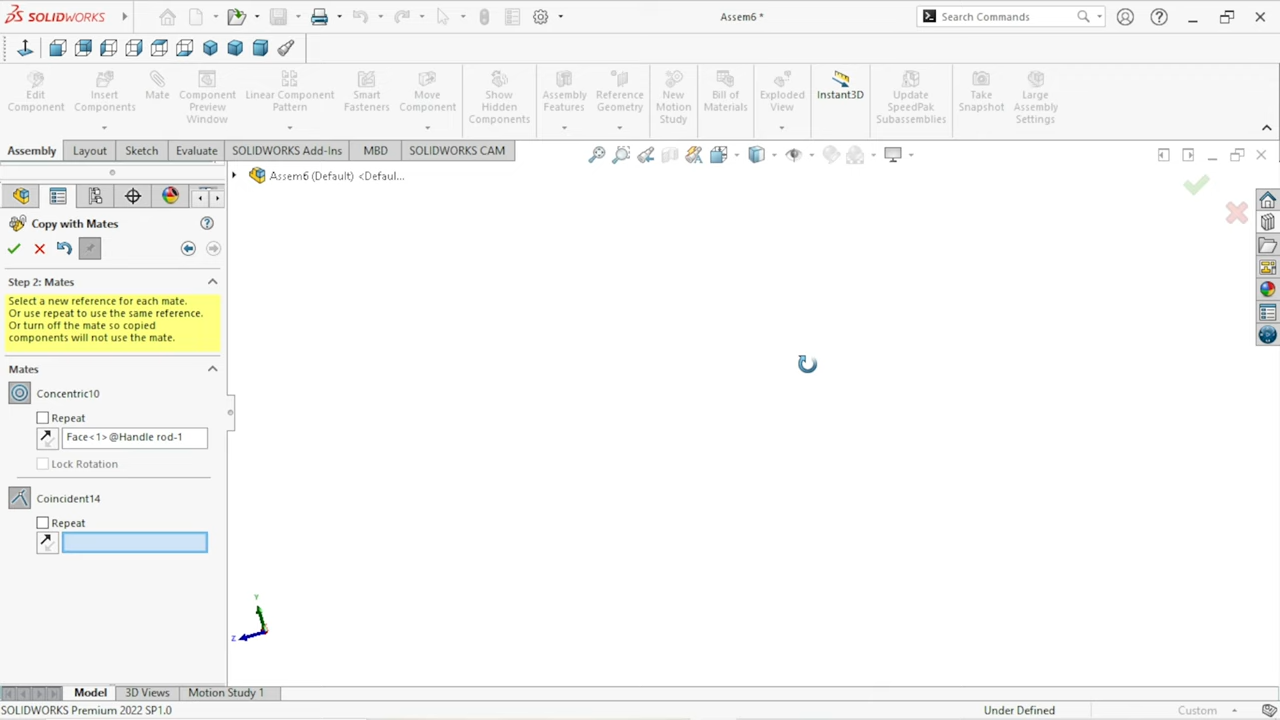 SOLIDWORKS
Assem6 *
Search Commands
Edit Component
Insert Components
Mate
Component Preview Window
Linear Component Pattern
Smart Fasteners
Move Component
Show Hidden Components
Assembly Features
Reference Geometry
New Motion Study
Bill of Materials
Exploded View
Instant3D
Update SpeedPak Subassemblies
Take Snapshot
Large Assembly Settings
Assembly
Layout
Sketch
Evaluate
SOLIDWORKS Add-Ins
MBD
SOLIDWORKS CAM
Assem6 (Default) <Defaul...
Copy with Mates
Step 2: Mates
Select a new reference for each mate.
Or use repeat to use the same reference.
Or turn off the mate so copied
components will not use the mate.
Mates
Concentric10
Repeat
Face<1>@Handle rod-1
Lock Rotation
Coincident14
Repeat
Y
Z
Model
3D Views
Motion Study 1
SOLIDWORKS Premium 2022 SP1.0
Under Defined
Custom